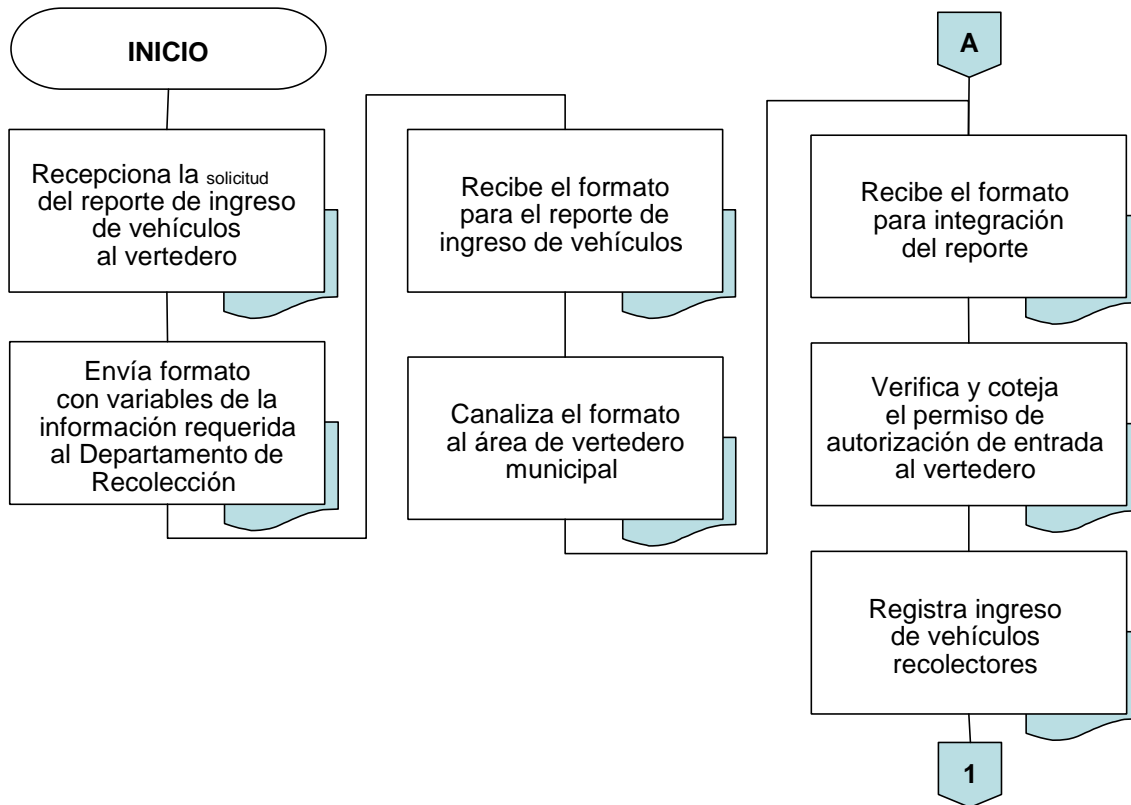 INICIO
Recepciona la solicitud
del reporte de ingreso
de vehículos
al vertedero
Envía formato
con variables de la
información requerida
al Departamento de
Recolección
Recibe el formato
para el reporte de
ingreso de vehículos
Canaliza el formato
al área de vertedero
municipal
A
Recibe el formato
para integración
del reporte
Verifica y coteja
el permiso de
autorización de entrada
al vertedero
Registra ingreso
de vehículos
recolectores
1